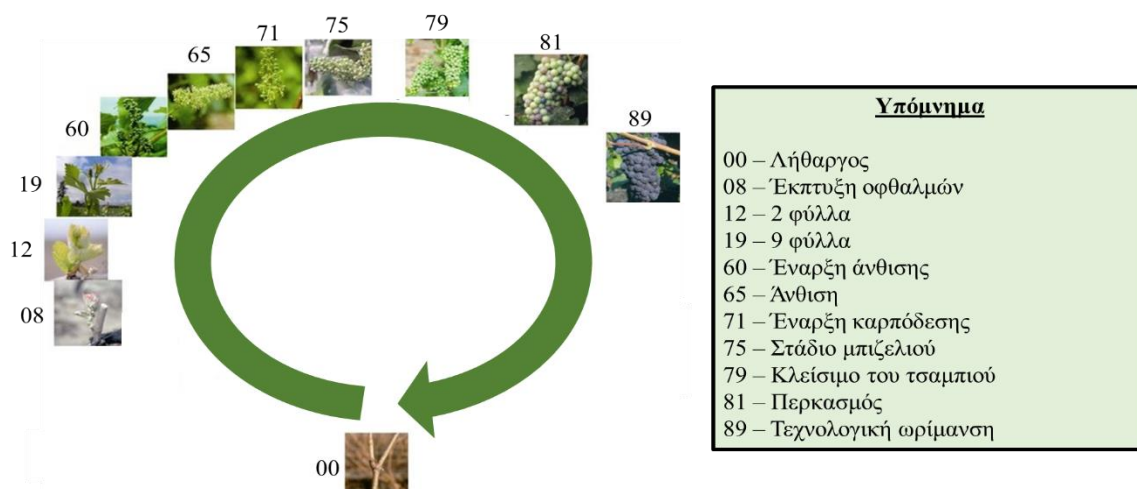 79
75
81
71
65
89
60
19
12
08
00
Υπόμνημα
00 – Λήθαργος
08 – Έκπτυξη οφθαλμών
12 – 2 φύλλα
19 – 9 φύλλα
60 – Έναρξη άνθισης
65 – Άνθιση
71 – Έναρξη καρπόδεσης
75 – Στάδιο μπιζελιού
79 – Κλείσιμο του τσαμπιού
81 – Περκασμός
89 – Τεχνολογική ωρίμανση